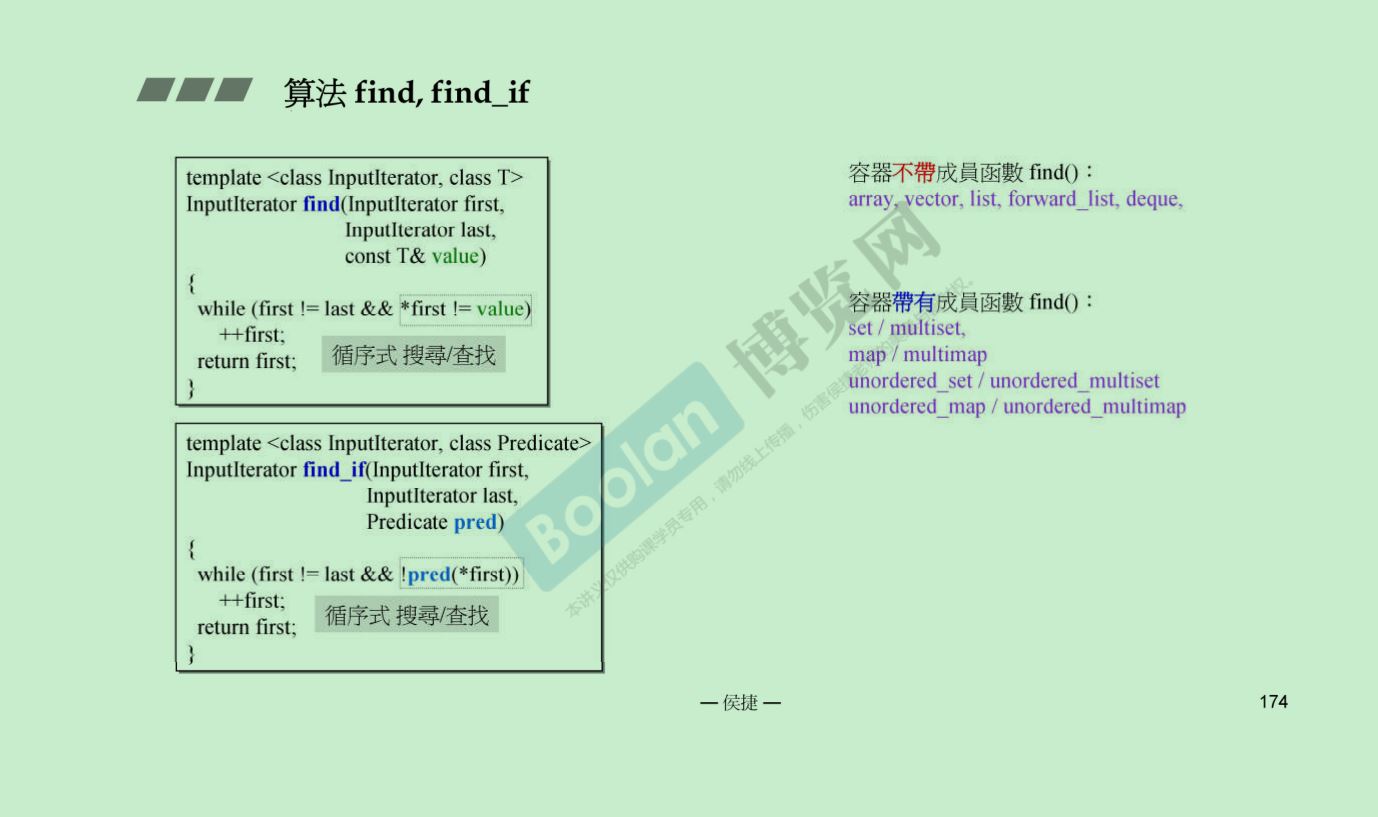 算法 find, find_if
template <class InputIterator, class T>
InputIterator find(InputIterator first,
InputIterator last,
const T& value)
{
while (first != last && *first != value)
++first;
return first;
}
循序式 搜尋/查找
template <class InputIterator, class Predicate>
InputIterator find_if(InputIterator first,
InputIterator last,
Predicate pred)
{
while (first != last && !pred(*first))
++first;
return first;
}
循序式 搜尋/查找
容器不帶成員函數 find()：
array, vector, list, forward_list, deque,
容器帶有成員函數 find()：
set / multiset,
map / multimap
unordered_set / unordered_multiset
unordered_map / unordered_multimap
Boolan 博览网
本讲义仅供购课学员专用，请勿线上传播，伤害侯捷老师的
— 侯捷 —
174